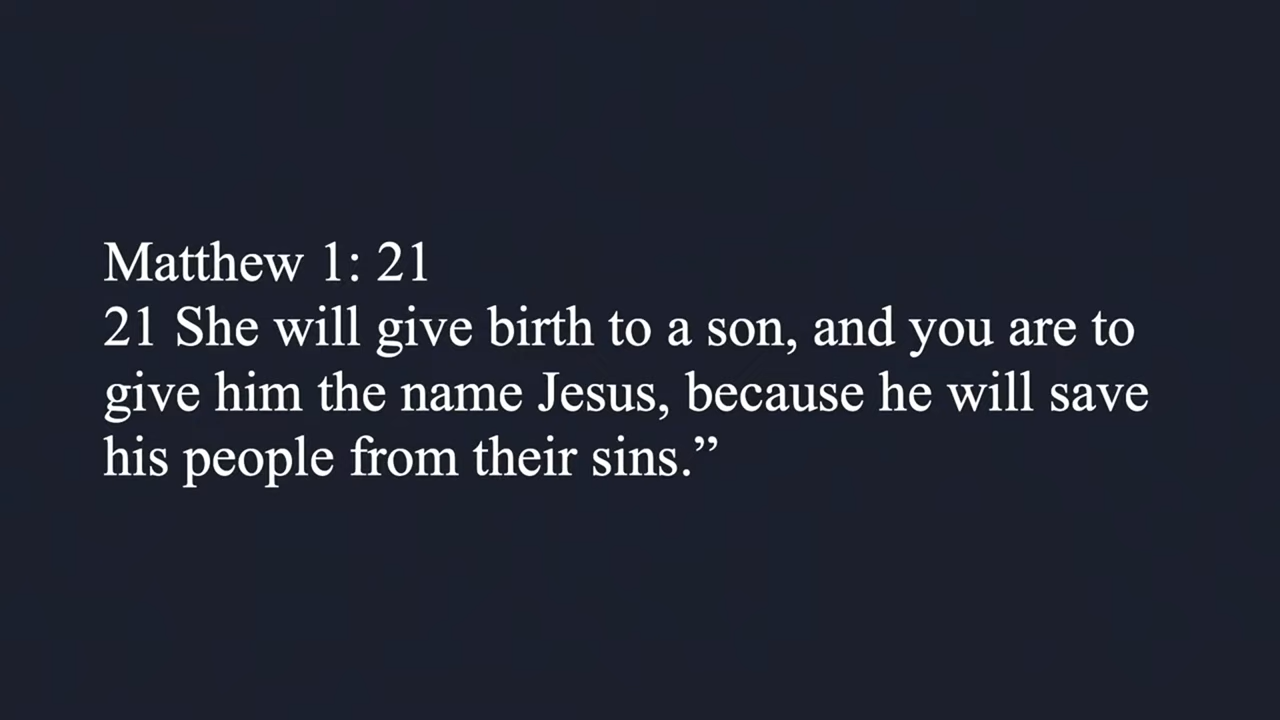 Matthew 1: 21
21 She will give birth to a son, and you are to
give him the name Jesus, because he will save
his people from their sins.”